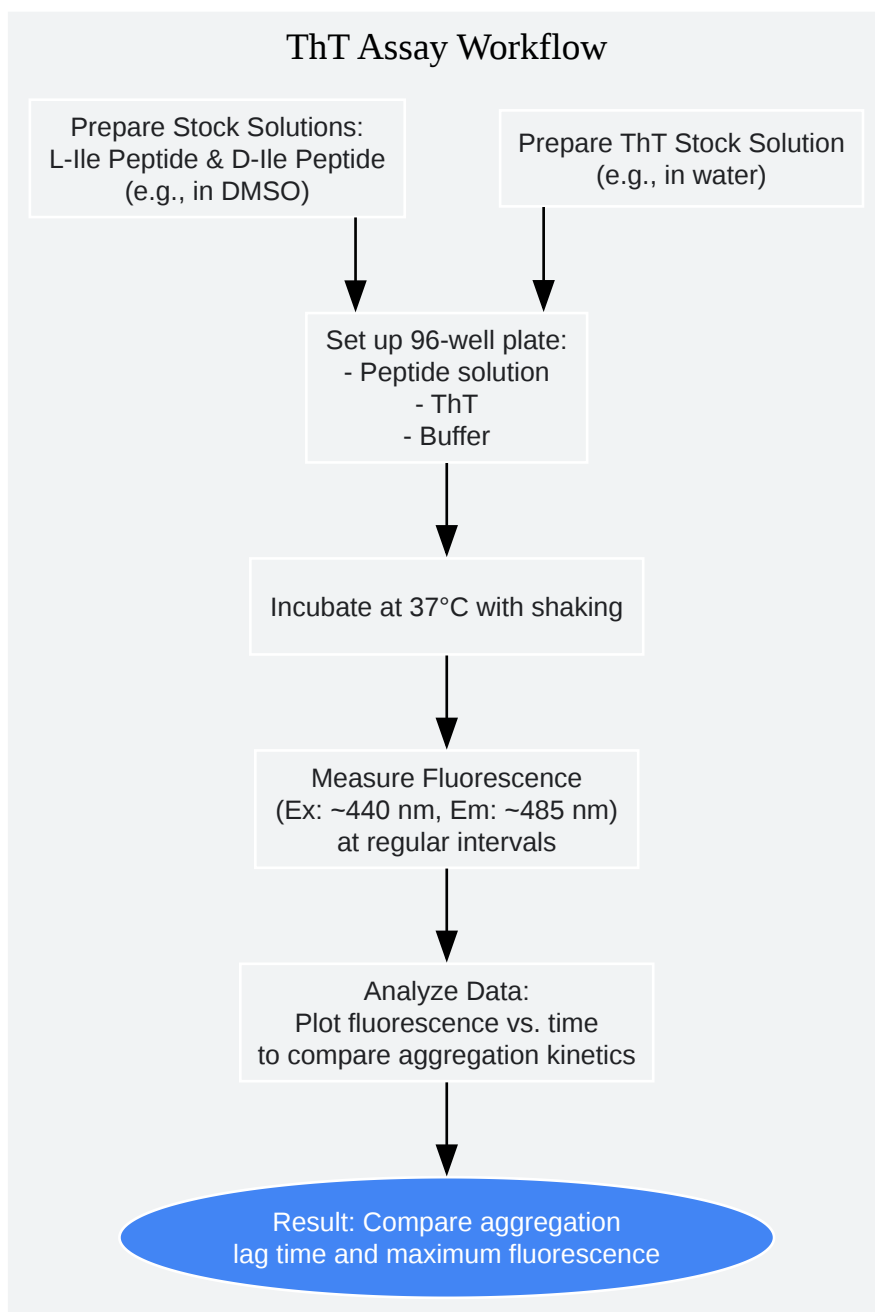 ThT Assay Workflow
Prepare Stock Solutions:
L-Ile Peptide & D-Ile Peptide
(e.g., in DMSO)
Prepare ThT Stock Solution
(e.g., in water)
Set up 96-well plate:
- Peptide solution
- ThT
- Buffer
Incubate at 37°C with shaking
Measure Fluorescence
(Ex: ~440 nm, Em: ~485 nm)
at regular intervals
Analyze Data:
Plot fluorescence vs. time
to compare aggregation kinetics
Result: Compare aggregation
lag time and maximum fluorescence